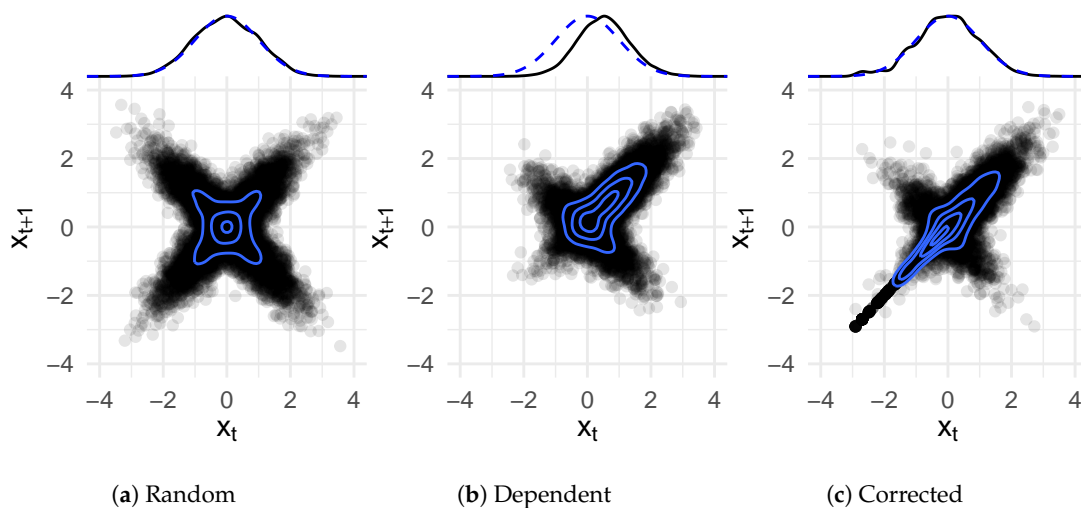 4
2
0
−2
−4
x_{t+1}
−4 −2 0 2 4
x_t
4
2
0
−2
−4
x_{t+1}
−4 −2 0 2 4
x_t
4
2
0
−2
−4
x_{t+1}
−4 −2 0 2 4
x_t
(a) Random
(b) Dependent
(c) Corrected